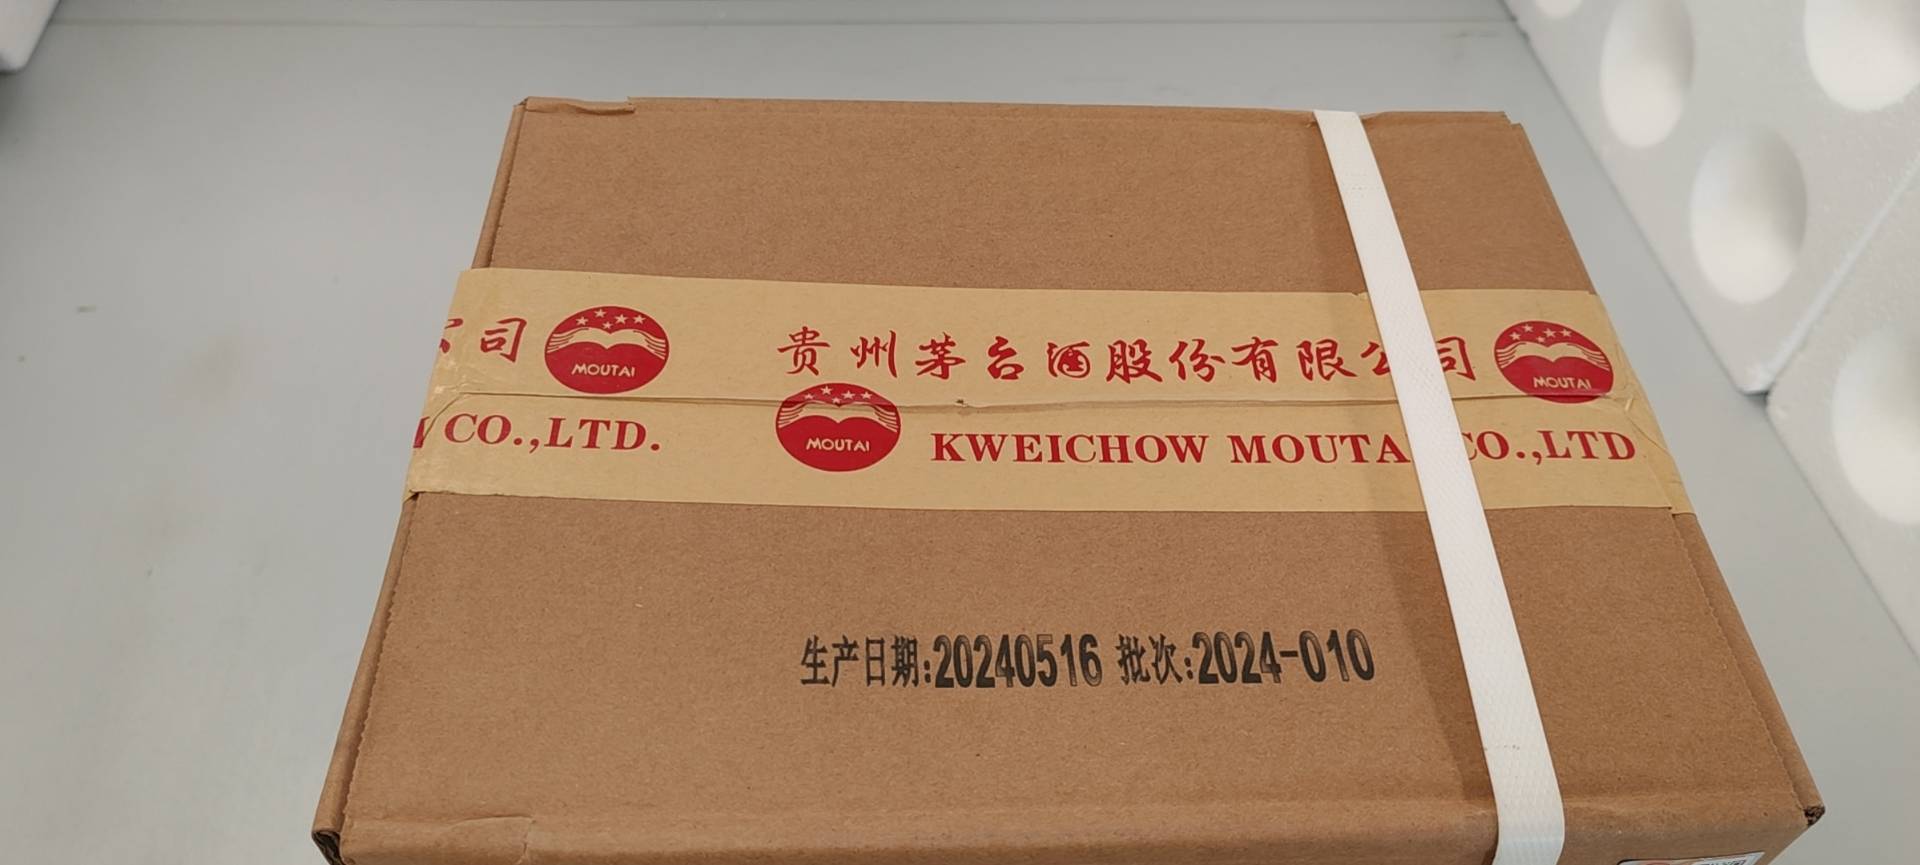 公司 MOUTAI 贵州茅台酒股份有限公司 MOUTAI
CO.,LTD. MOUTAI KWEICHOW MOUTA CO.,LTD
生产日期:20240516 批次:2024-010